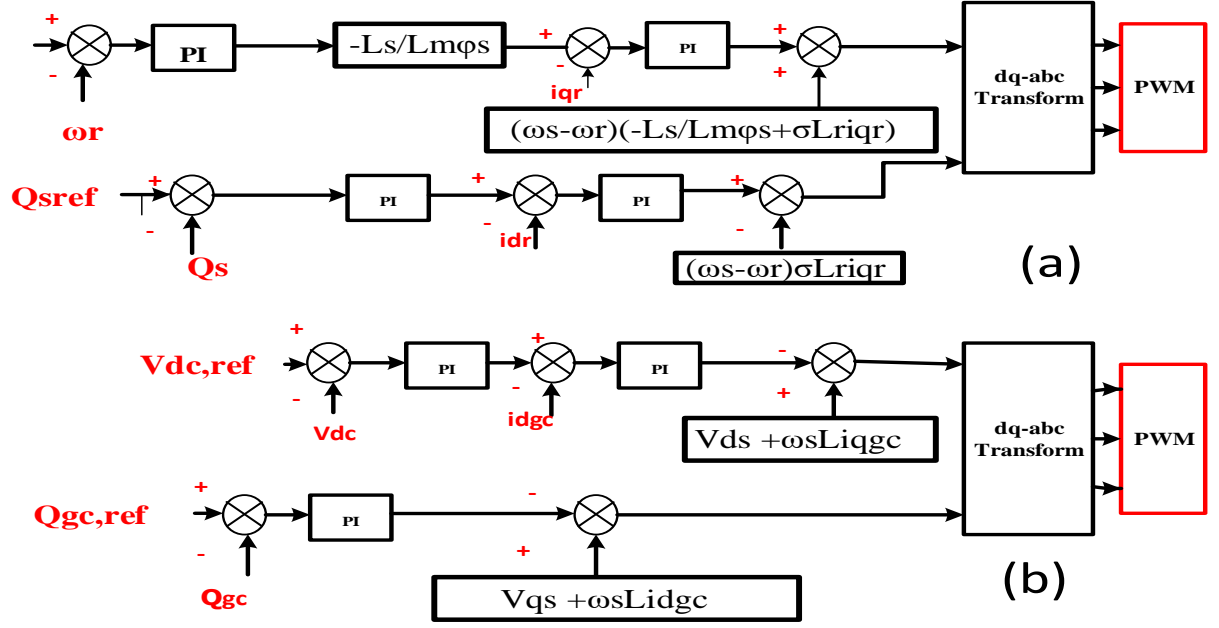 +
-
PI
-Ls/Lmφs
+
-
iqr
PI
+
+
dq-abc
Transform
PWM
ωr
(ωs-ωr)(-Ls/Lmφs+σLriqr)
Qsref
+
-
Qs
PI
+
-
idr
PI
+
-
(ωs-ωr)σLriqr
(a)
Vdc,ref
+
-
Vdc
PI
+
-
idgc
PI
-
+
Vds +ωsLiqgc
dq-abc
Transform
PWM
Qgc,ref
+
-
Qgc
PI
-
+
Vqs +ωsLidgc
(b)